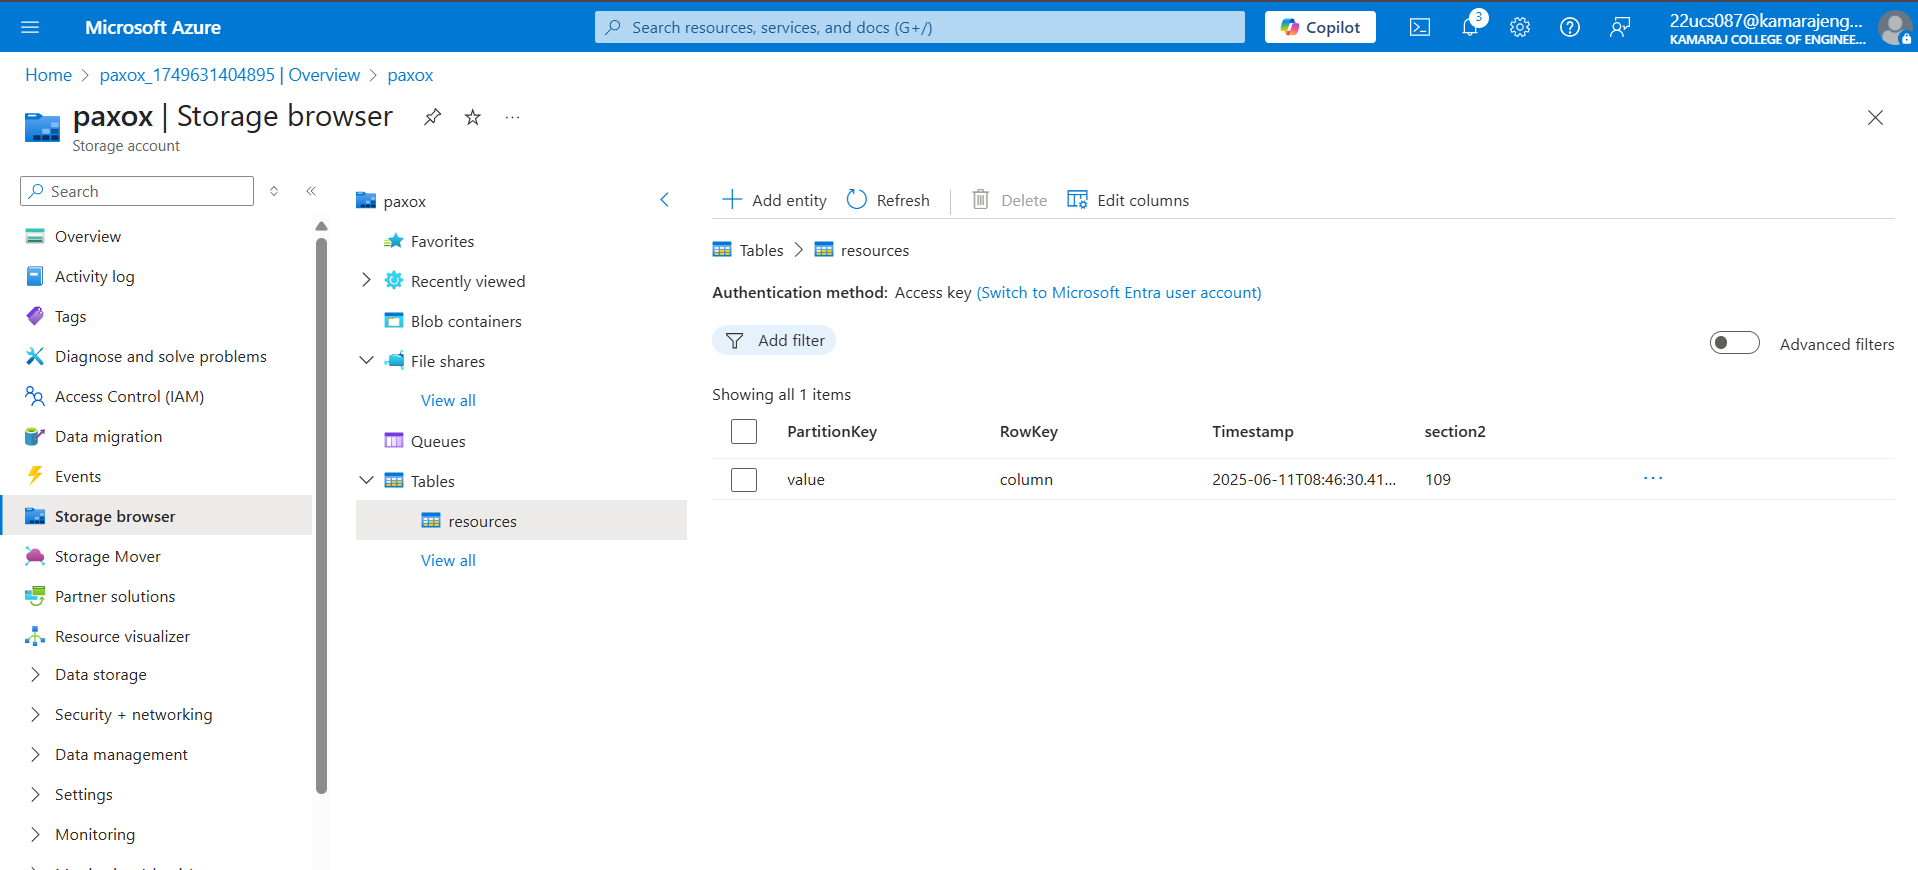 Microsoft Azure
Search resources, services, and docs (G+/)
Copilot
3
22ucs087@kamarajeng...
KAMARAJ COLLEGE OF ENGINEE...
Home > paxox_1749631404895 | Overview > paxox
paxox | Storage browser
Storage account
Search
Overview
Activity log
Tags
Diagnose and solve problems
Access Control (IAM)
Data migration
Events
Storage browser
Storage Mover
Partner solutions
Resource visualizer
Data storage
Security + networking
Data management
Settings
Monitoring
paxox
Favorites
Recently viewed
Blob containers
File shares
View all
Queues
Tables
resources
View all
Add entity Refresh Delete Edit columns
Tables > resources
Authentication method: Access key (Switch to Microsoft Entra user account)
Add filter
Advanced filters
Showing all 1 items
PartitionKey RowKey Timestamp section2
value column 2025-06-11T08:46:30.41... 109